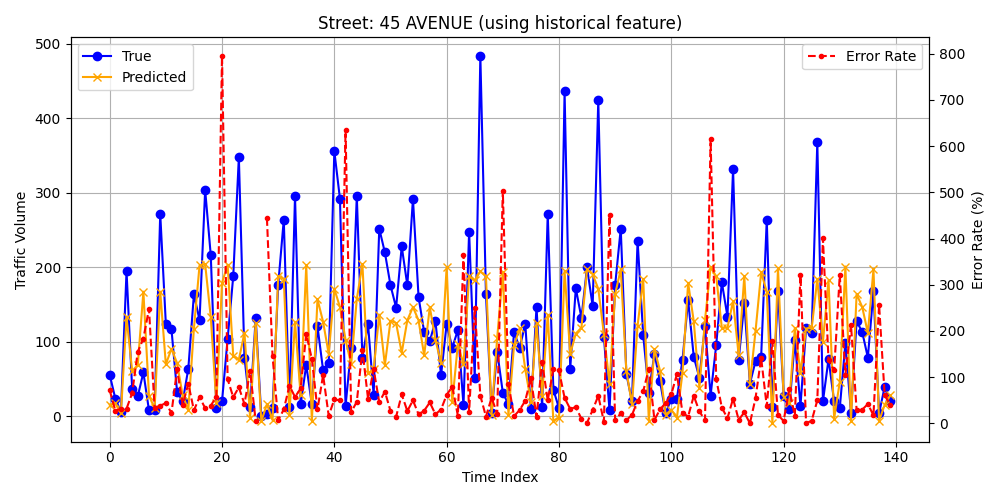 Street: 45 AVENUE (using historical feature)
True
Predicted
Error Rate
Traffic Volume
500
400
300
200
100
0
Error Rate (%)
800
700
600
500
400
300
200
100
0
0 20 40 60 80 100 120 140
Time Index